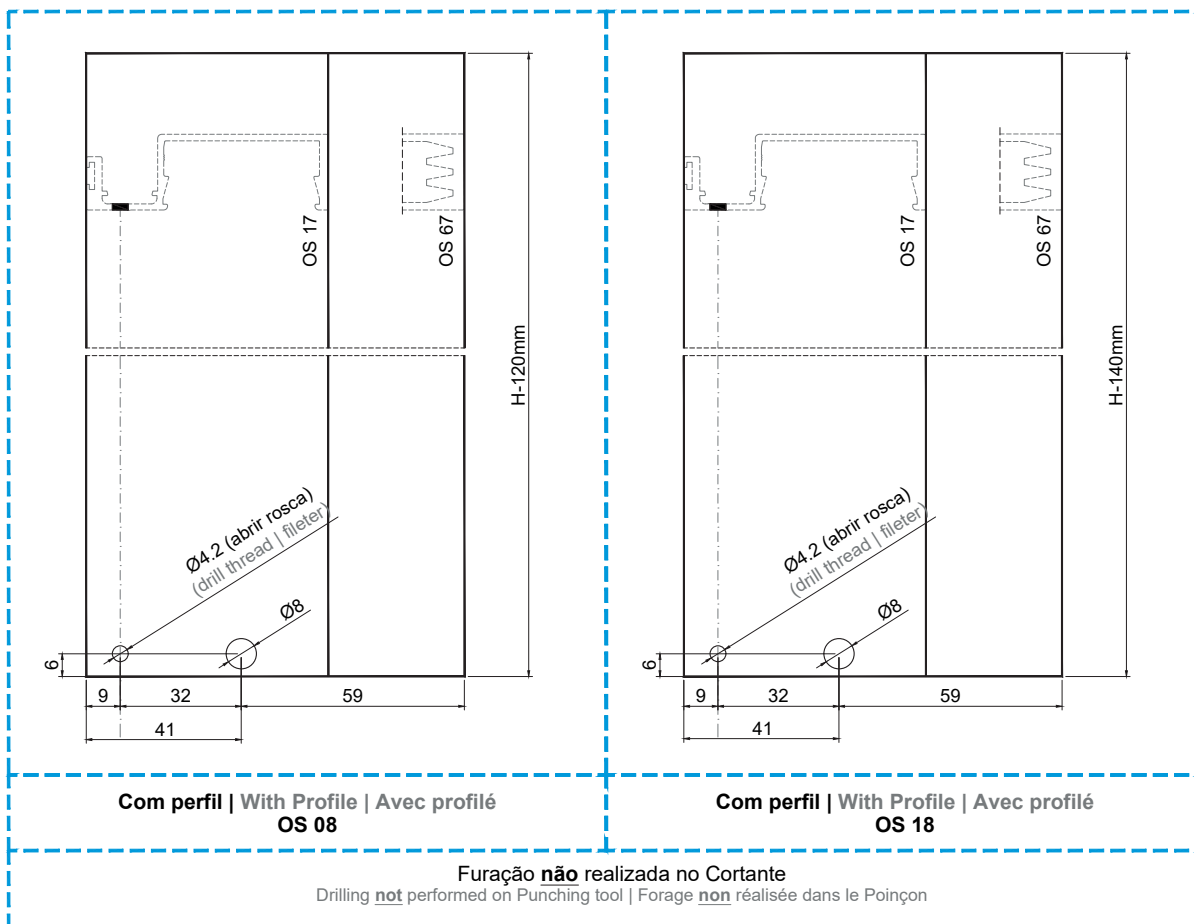 OS 17
OS 67
H-120mm
Ø4.2 (abrir rosca)
(drill thread | fileter)
Ø8
6
9
32
59
41
Com perfil | With Profile | Avec profilé
OS 08
OS 17
OS 67
H-140mm
Ø4.2 (abrir rosca)
(drill thread | fileter)
Ø8
6
9
32
59
41
Com perfil | With Profile | Avec profilé
OS 18
Furação não realizada no Cortante
Drilling not performed on Punching tool | Forage non réalisée dans le Poinçon